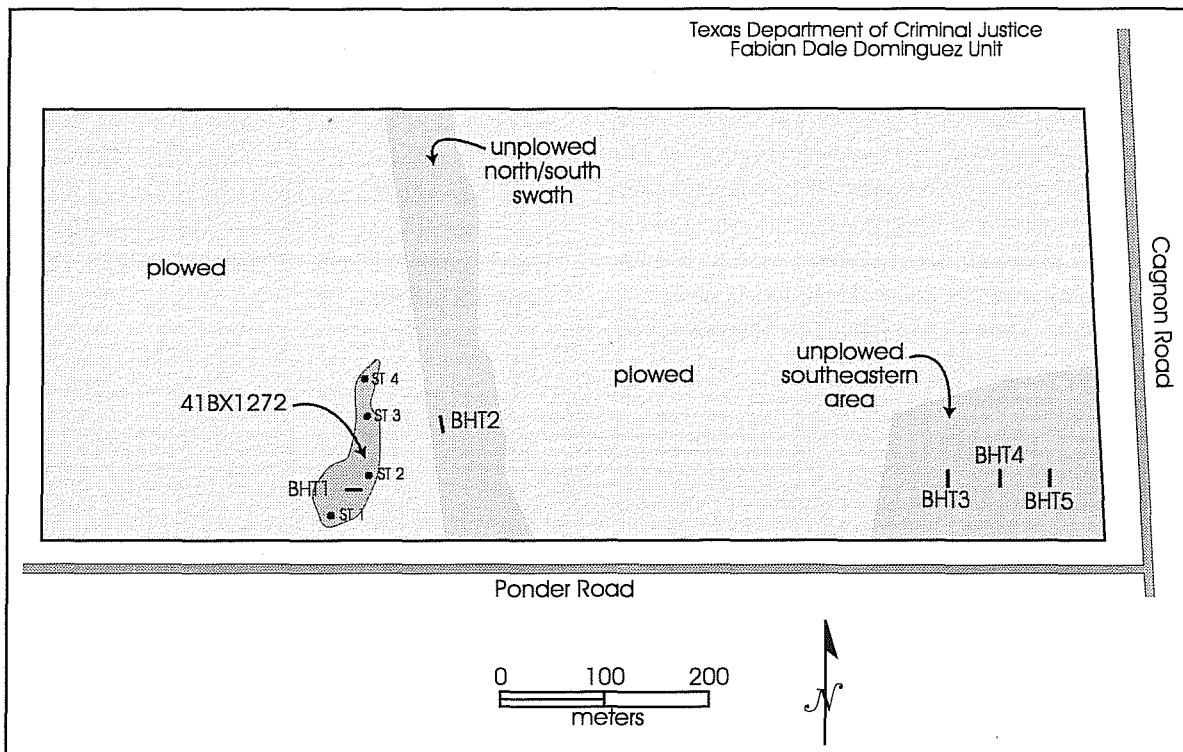 Texas Department of Criminal Justice
Fabian Dale Dominguez Unit
unplowed
north/south
swath
plowed
Cagnon Road
unplowed
southeastern
area
plowed
ST 4
41BX1272
ST 3
BHT2
ST 2
BHT1
ST 1
BHT4
BHT3
BHT5
Ponder Road
0 100 200
meters
N